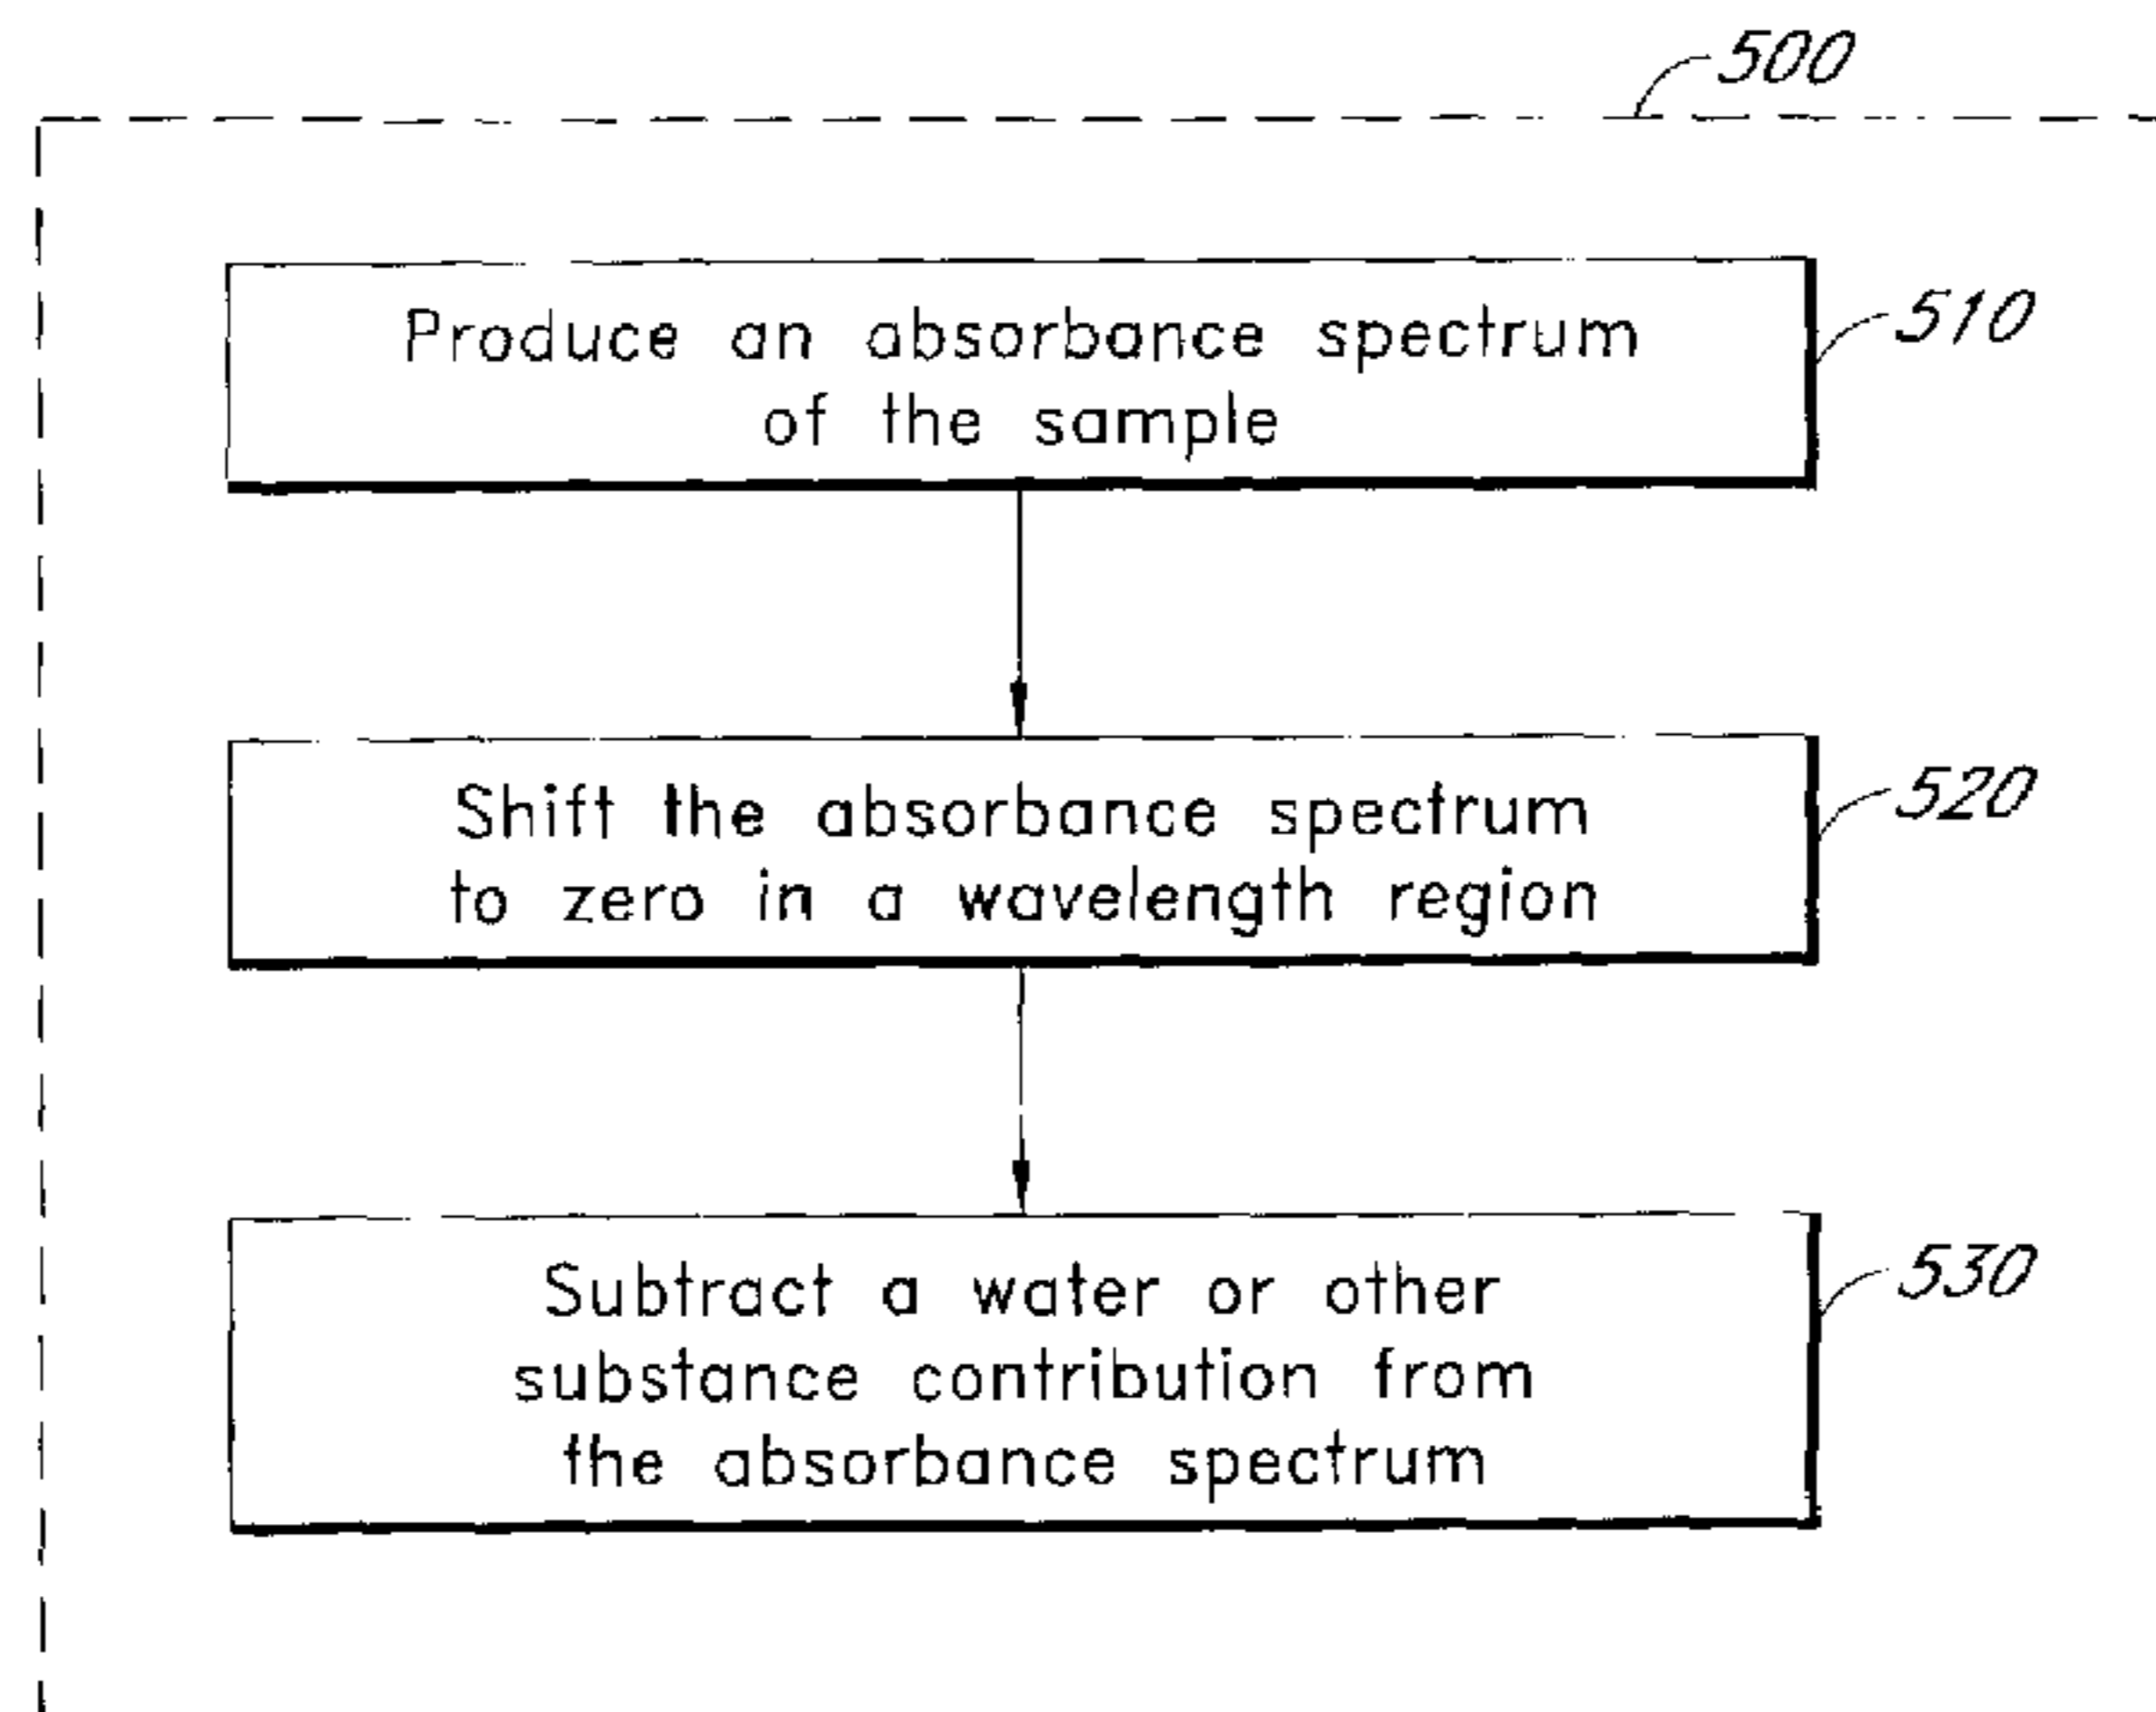 500
Produce an absorbance spectrum
of the sample
510
Shift the absorbance spectrum
to zero in a wavelength region
520
Subtract a water or other
substance contribution from
the absorbance spectrum
530